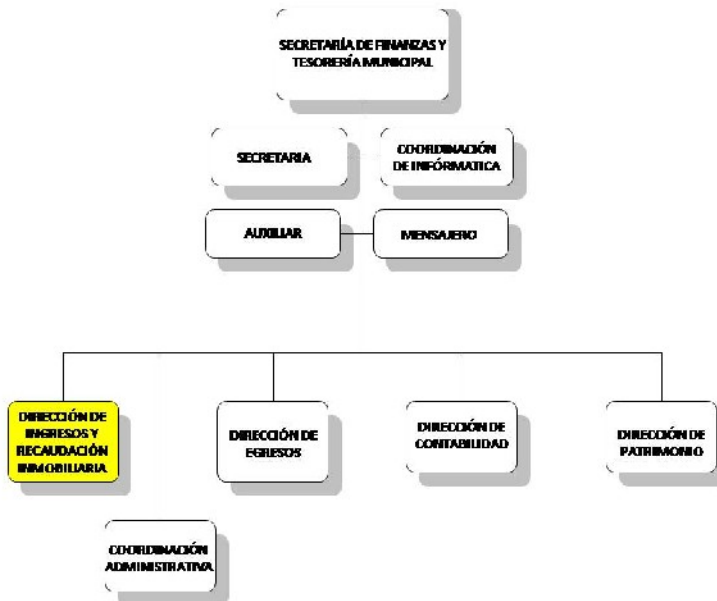 SECRETARÍA DE FINANZAS Y
TESORERÍA MUNICIPAL
SECRETARIA
COORDINACIÓN
DE INFÓRMATICA
AUXILIAR
MENSAJERO
DIRECCIÓN DE
INGRESOS Y
RECAUDACIÓN
INMOBILIARIA
DIRECCIÓN DE
EGRESOS
DIRECCIÓN DE
CONTABILIDAD
DIRECCIÓN DE
PATRIMONIO
COORDINACIÓN
ADMINISTRATIVA